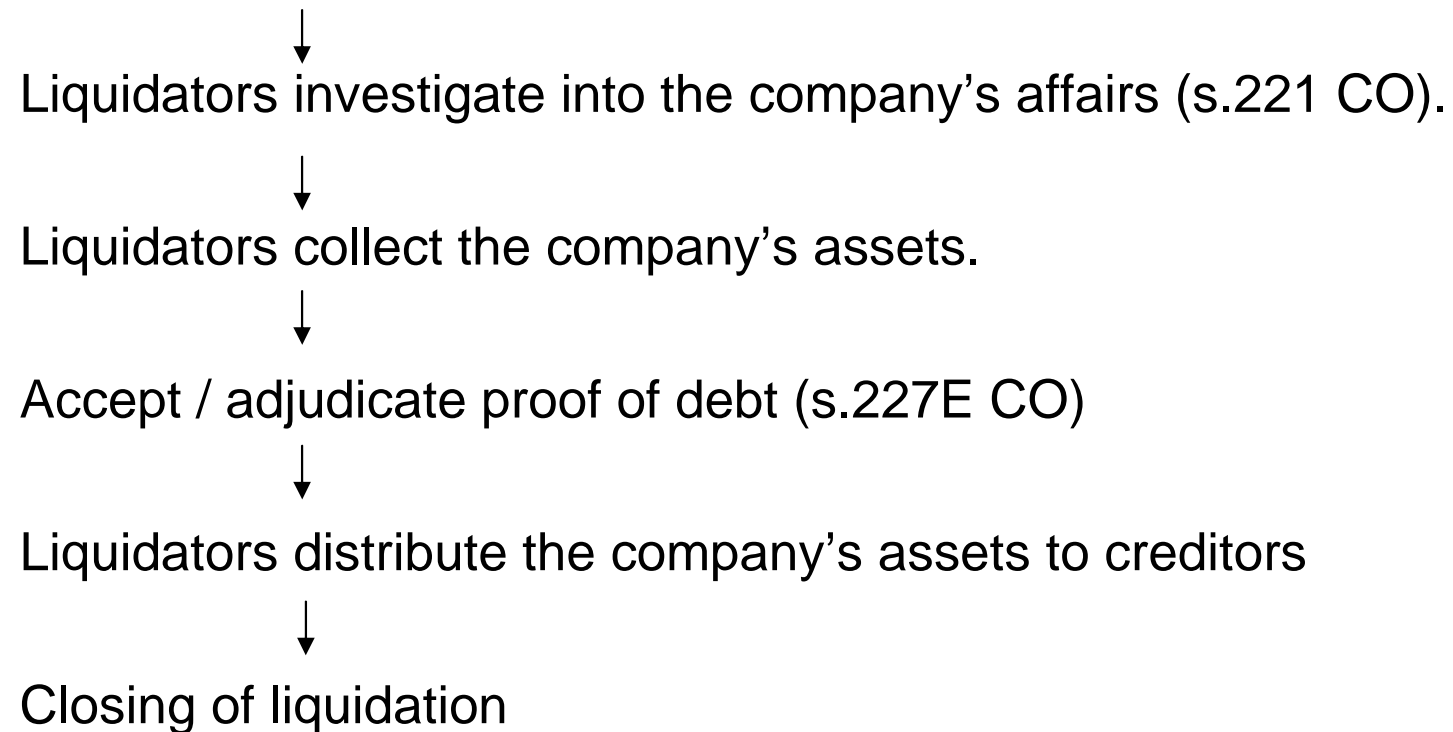 Liquidators investigate into the company’s affairs (s.221 CO).
Liquidators collect the company’s assets.
Accept / adjudicate proof of debt (s.227E CO)
Liquidators distribute the company’s assets to creditors
Closing of liquidation